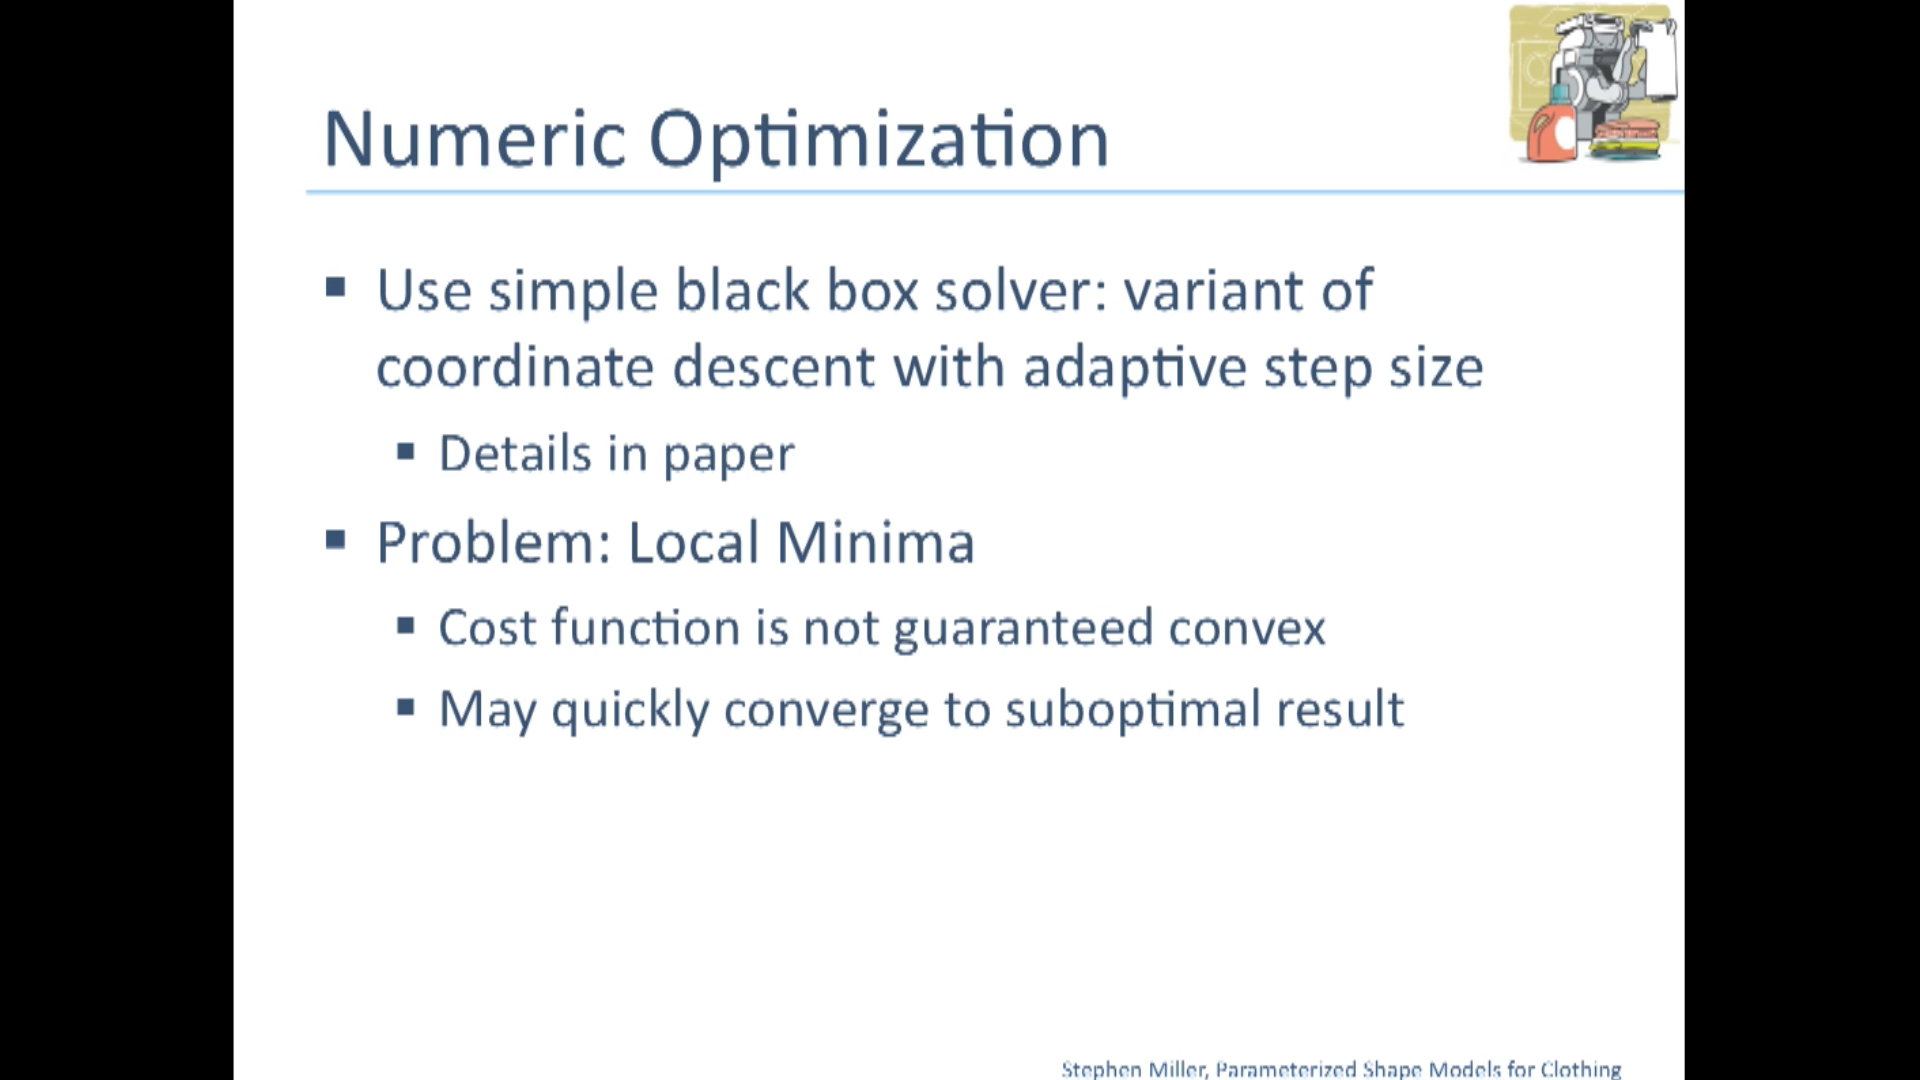 Numeric Optimization
▪ Use simple black box solver: variant of
coordinate descent with adaptive step size
▪ Details in paper
▪ Problem: Local Minima
▪ Cost function is not guaranteed convex
▪ May quickly converge to suboptimal result
Stephen Miller, Parameterized Shape Models for Clothing